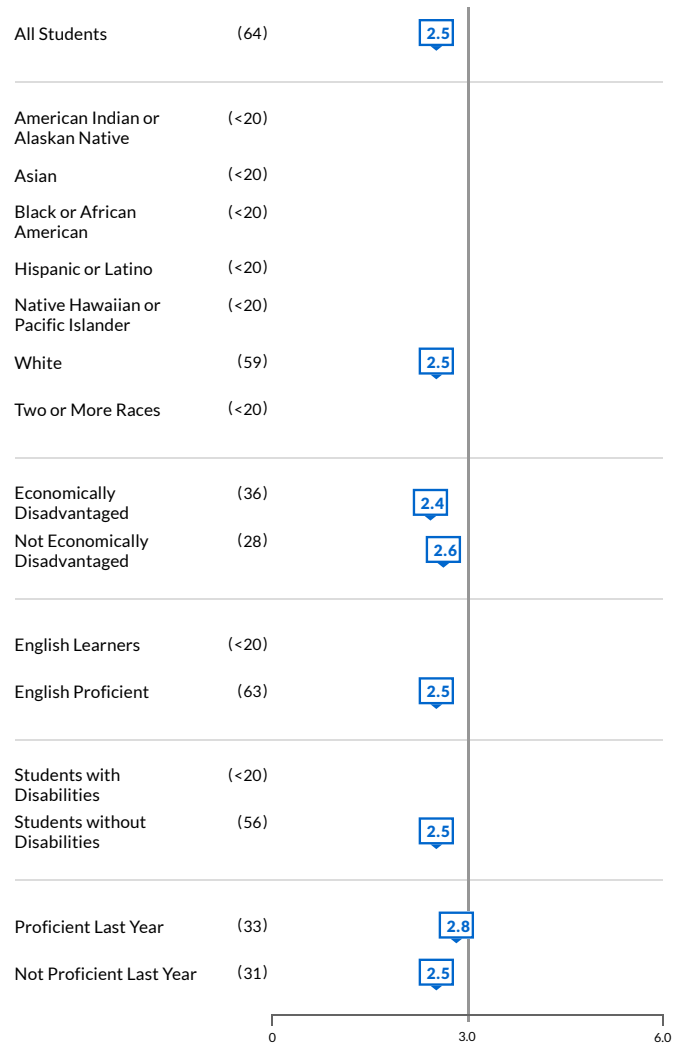 All Students (64) 2.5
American Indian or (<20)
Alaskan Native
Asian (<20)
Black or African (<20)
American
Hispanic or Latino (<20)
Native Hawaiian or (<20)
Pacific Islander
White (59) 2.5
Two or More Races (<20)
Economically (36) 2.4
Disadvantaged
Not Economically (28) 2.6
Disadvantaged
English Learners (<20)
English Proficient (63) 2.5
Students with (<20)
Disabilities
Students without (56) 2.5
Disabilities
Proficient Last Year (33) 2.8
Not Proficient Last Year (31) 2.5
0 3.0 6.0